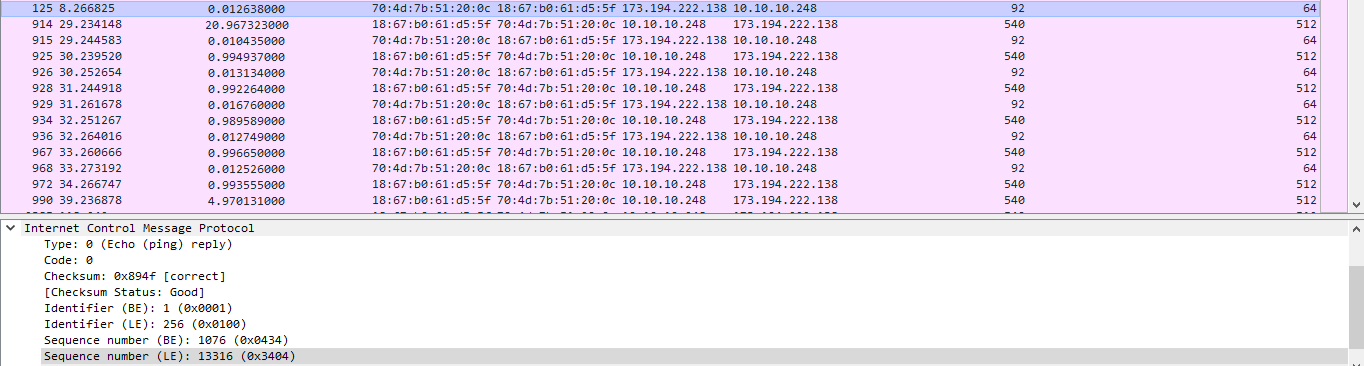 125 8.266825 0.012638000 70:4d:7b:51:20:0c 18:67:b0:61:d5:5f 173.194.222.138 10.10.10.248 92 64
914 29.234148 20.967323000 18:67:b0:61:d5:5f 70:4d:7b:51:20:0c 10.10.10.248 173.194.222.138 540 512
915 29.244583 0.010435000 70:4d:7b:51:20:0c 18:67:b0:61:d5:5f 173.194.222.138 10.10.10.248 92 64
925 30.239520 0.994937000 18:67:b0:61:d5:5f 70:4d:7b:51:20:0c 10.10.10.248 173.194.222.138 540 512
926 30.252654 0.013134000 70:4d:7b:51:20:0c 18:67:b0:61:d5:5f 173.194.222.138 10.10.10.248 92 64
928 31.244918 0.992264000 18:67:b0:61:d5:5f 70:4d:7b:51:20:0c 10.10.10.248 173.194.222.138 540 512
929 31.261678 0.016760000 70:4d:7b:51:20:0c 18:67:b0:61:d5:5f 173.194.222.138 10.10.10.248 92 64
934 32.251267 0.989589000 18:67:b0:61:d5:5f 70:4d:7b:51:20:0c 10.10.10.248 173.194.222.138 540 512
936 32.264016 0.012749000 70:4d:7b:51:20:0c 18:67:b0:61:d5:5f 173.194.222.138 10.10.10.248 92 64
967 33.260666 0.996650000 18:67:b0:61:d5:5f 70:4d:7b:51:20:0c 10.10.10.248 173.194.222.138 540 512
968 33.273192 0.012526000 70:4d:7b:51:20:0c 18:67:b0:61:d5:5f 173.194.222.138 10.10.10.248 92 64
972 34.266747 0.993555000 18:67:b0:61:d5:5f 70:4d:7b:51:20:0c 10.10.10.248 173.194.222.138 540 512
990 39.236878 4.970131000 18:67:b0:61:d5:5f 70:4d:7b:51:20:0c 10.10.10.248 173.194.222.138 540 512
Internet Control Message Protocol
Type: 0 (Echo (ping) reply)
Code: 0
Checksum: 0x894f [correct]
[Checksum Status: Good]
Identifier (BE): 1 (0x0001)
Identifier (LE): 256 (0x0100)
Sequence number (BE): 1076 (0x0434)
Sequence number (LE): 13316 (0x3404)